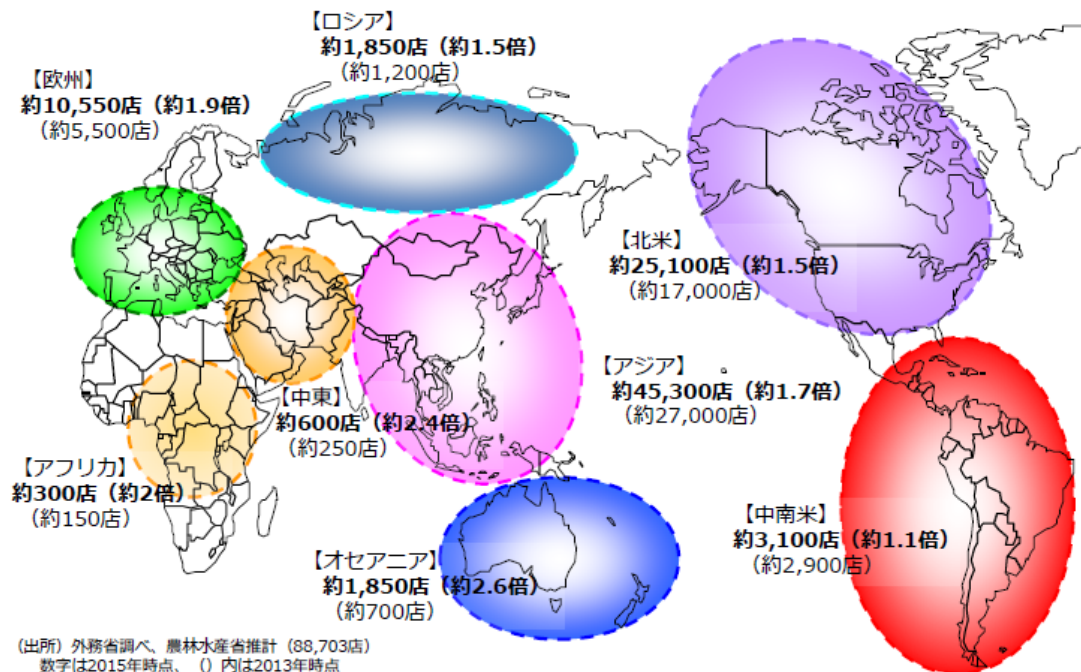 【ロシア】
約1,850店（約1.5倍）
（約1,200店）
【欧州】
約10,550店（約1.9倍）
（約5,500店）
【北米】
約25,100店（約1.5倍）
（約17,000店）
【アジア】
約45,300店（約1.7倍）
（約27,000店）
【中東】
約600店（約2.4倍）
（約250店）
【アフリカ】
約300店（約2倍）
（約150店）
【中南米】
約3,100店（約1.1倍）
（約2,900店）
【オセアニア】
約1,850店（約2.6倍）
（約700店）
（出所）外務省調べ、農林水産省推計（88,703店）
数字は2015年時点、（）内は2013年時点